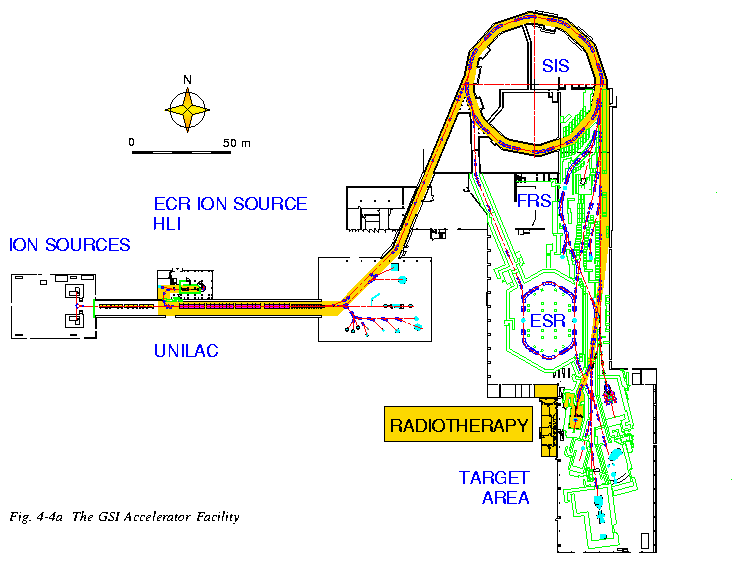 SIS
N
0 50 m
ECR ION SOURCE
HLI
FRS
ION SOURCES
ESR
UNILAC
RADIOTHERAPY
TARGET
AREA
Fig. 4-4a The GSI Accelerator Facility